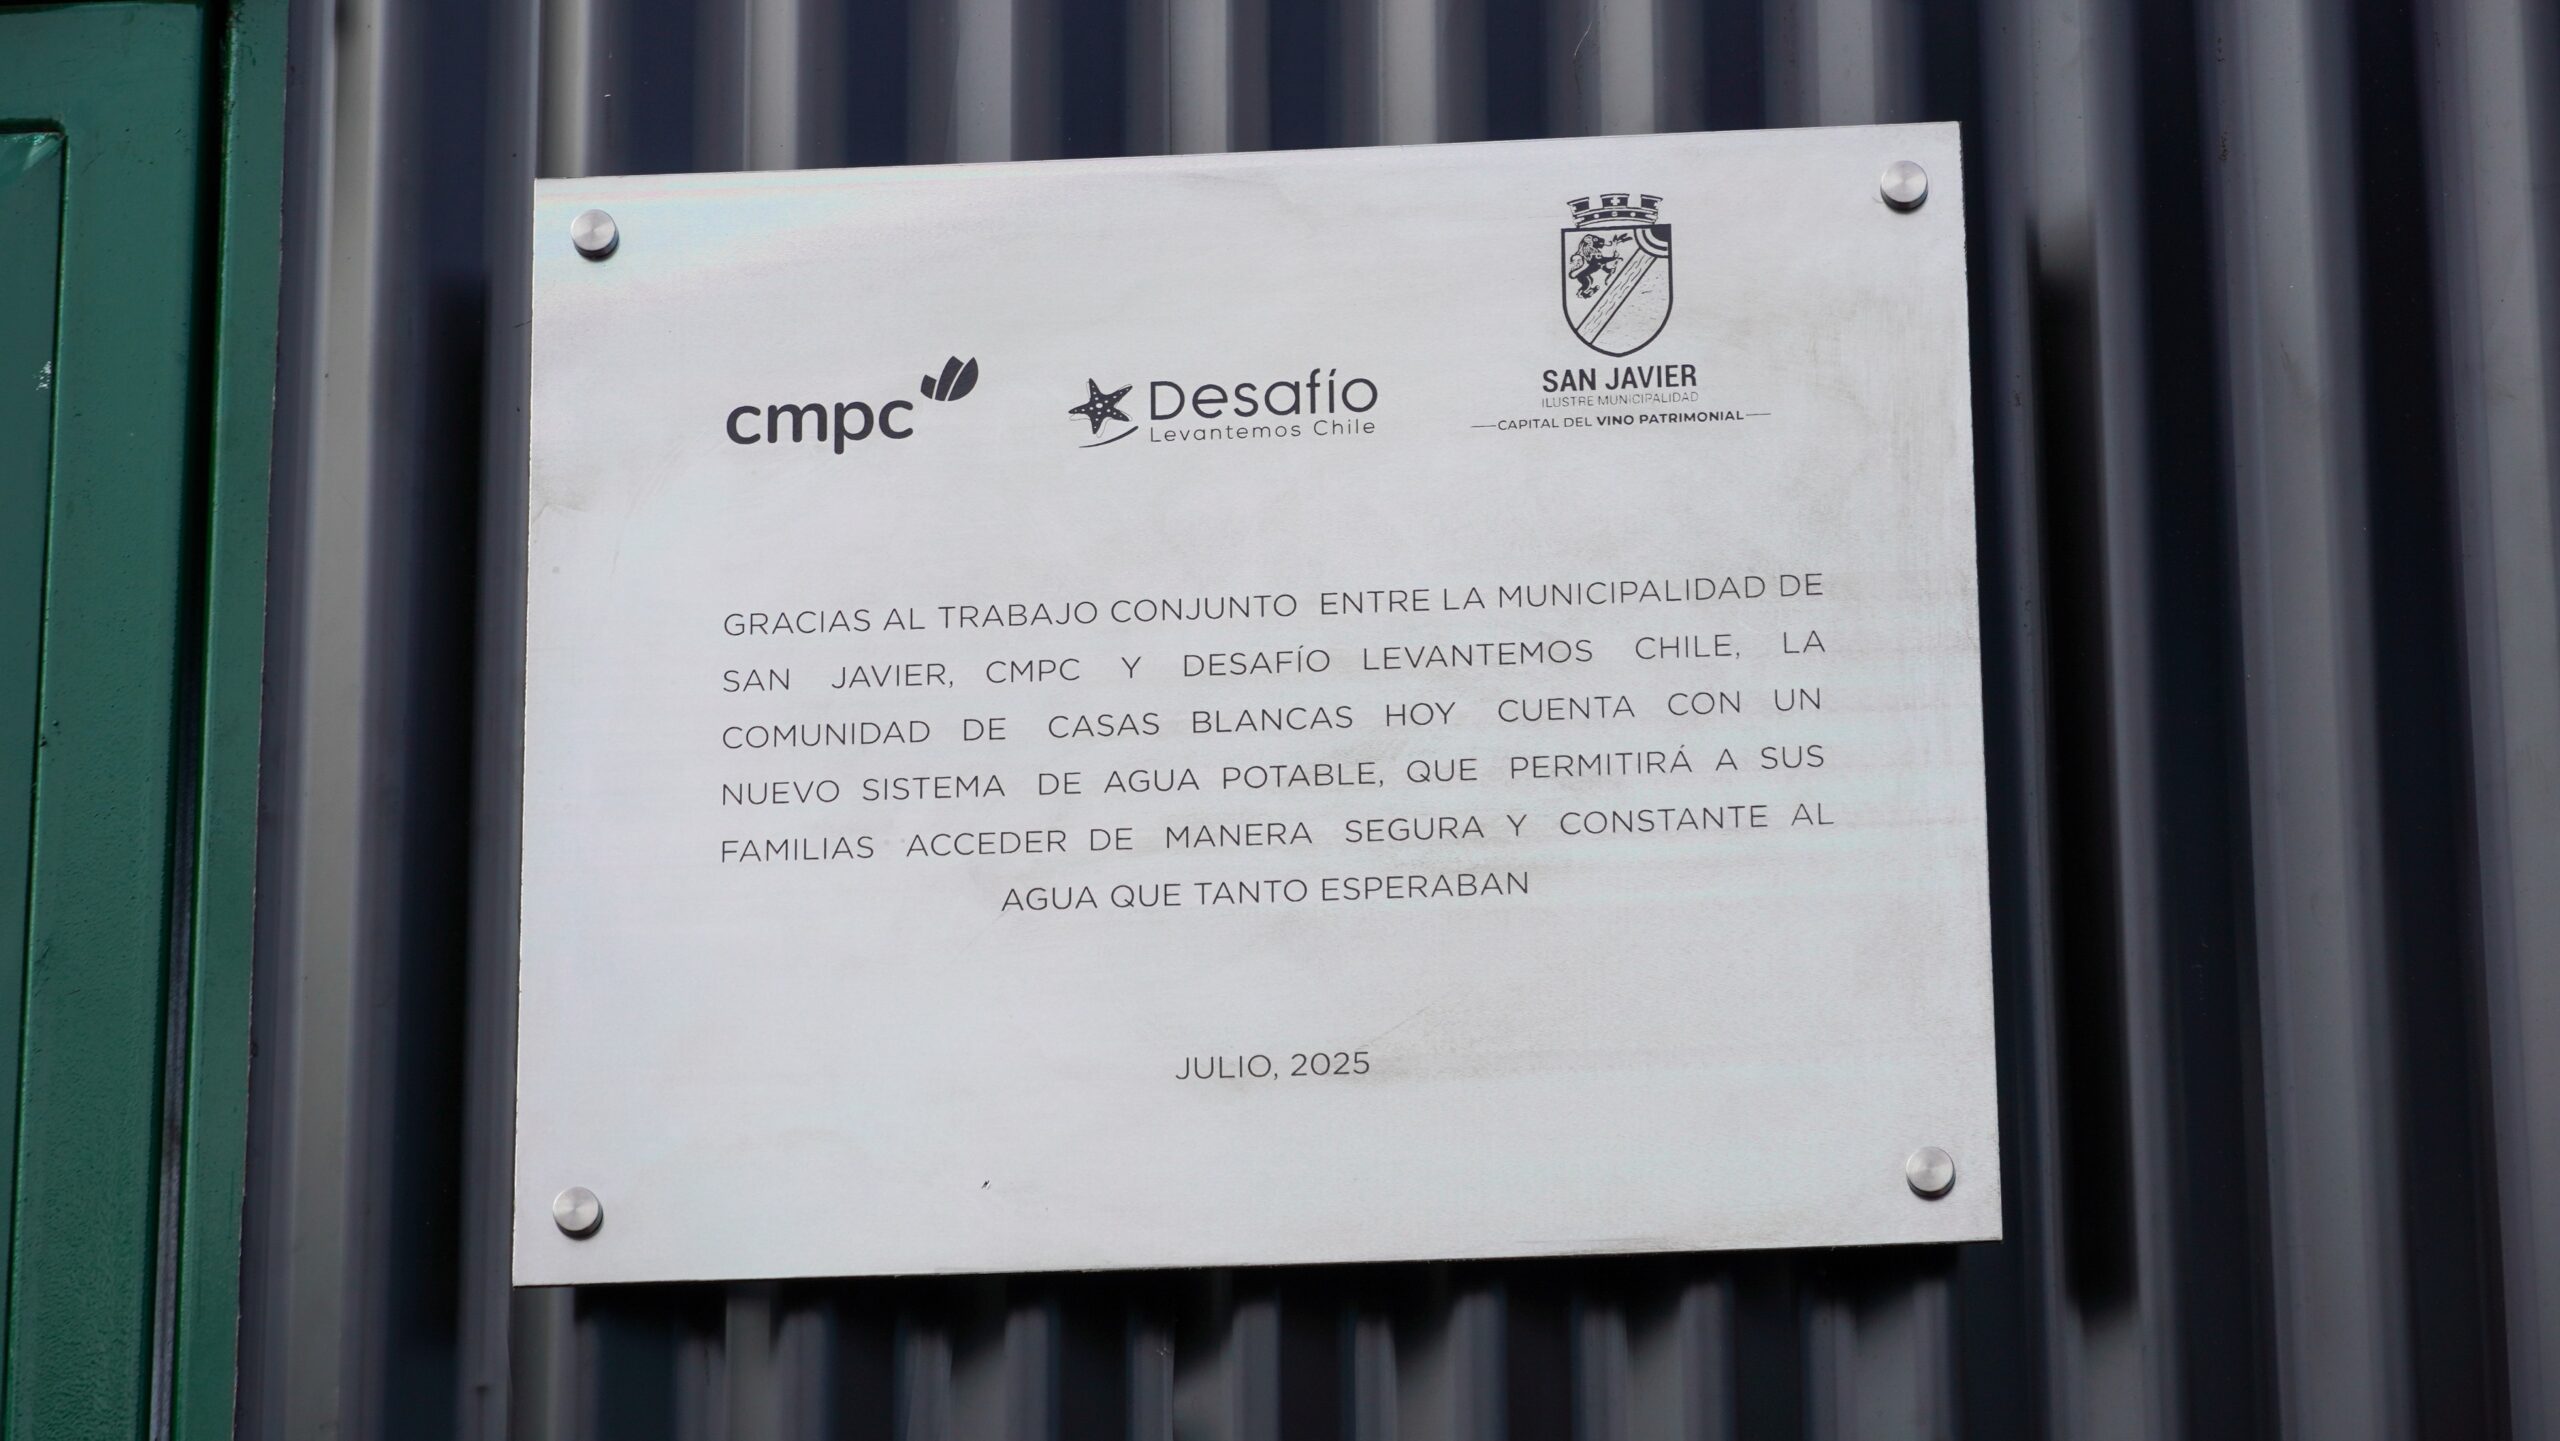 cmpc
Desafío
Levantemos Chile
SAN JAVIER
ILUSTRE MUNICIPALIDAD
CAPITAL DEL VINO PATRIMONIAL
GRACIAS AL TRABAJO CONJUNTO ENTRE LA MUNICIPALIDAD DE
SAN JAVIER, CMPC Y DESAFÍO LEVANTEMOS CHILE, LA
COMUNIDAD DE CASAS BLANCAS HOY CUENTA CON UN
NUEVO SISTEMA DE AGUA POTABLE, QUE PERMITIRÁ A SUS
FAMILIAS ACCEDER DE MANERA SEGURA Y CONSTANTE AL
AGUA QUE TANTO ESPERABAN
JULIO, 2025